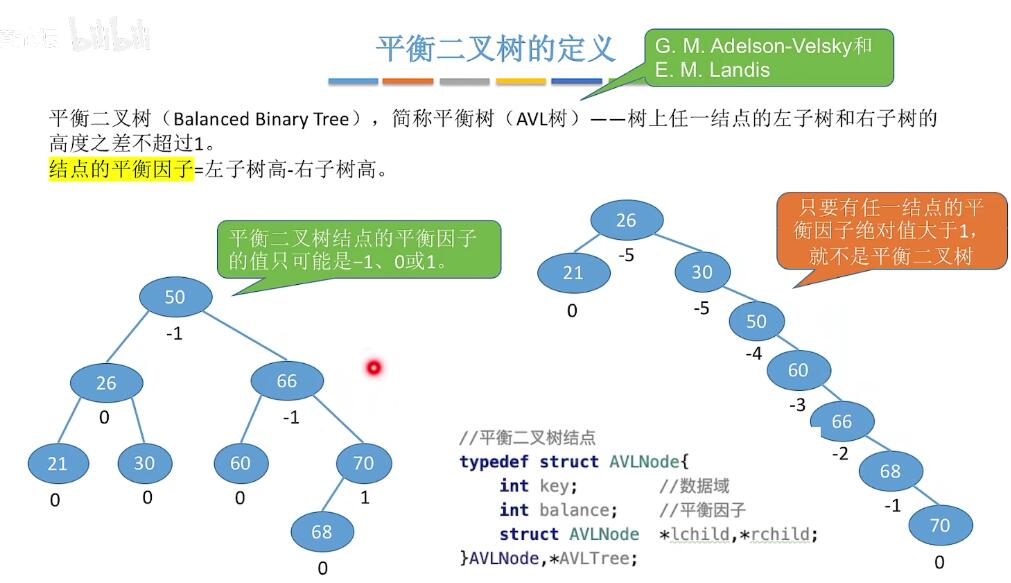 bilibili
平衡二叉树的定义
G. M. Adelson-Velsky和
E. M. Landis
平衡二叉树（Balanced Binary Tree），简称平衡树（AVL树）——树上任一结点的左子树和右子树的
高度之差不超过1。
结点的平衡因子=左子树高-右子树高。
平衡二叉树结点的平衡因子
的值只可能是−1、0或1。
50
-1
26
66
0
-1
21
30
60
70
0
0
0
1
68
0
只要有任一结点的平
衡因子绝对值大于1，
就不是平衡二叉树
26
-5
21
30
0
-5
50
-4
60
-3
66
-2
68
-1
70
0
//平衡二叉树结点
typedef struct AVLNode{
int key; //数据域
int balance; //平衡因子
struct AVLNode *lchild,*rchild;
}AVLNode,*AVLTree;